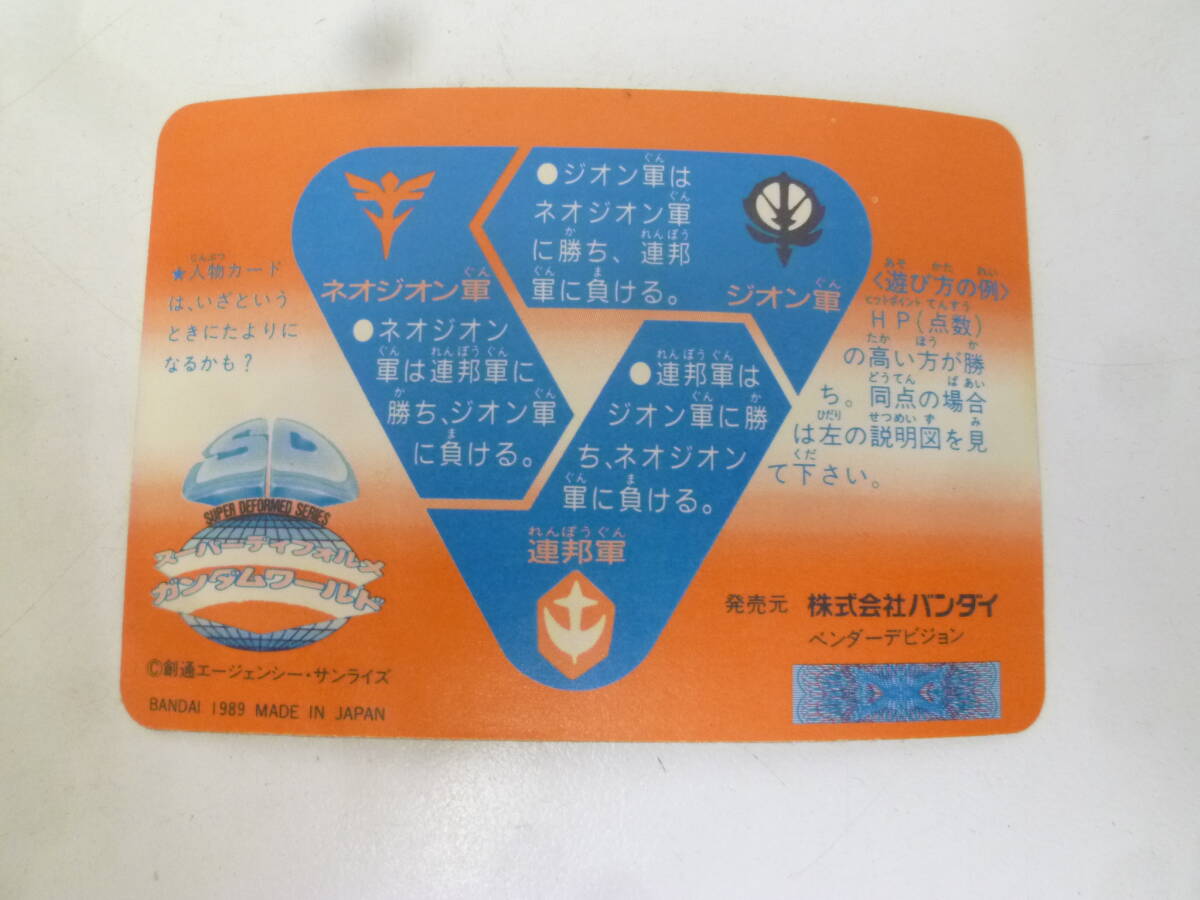 ●ジオン軍は
ネオジオン軍
に勝ち、連邦
軍に負ける。
ジオン軍
ネオジオン軍
●ネオジオン
軍は連邦軍に
勝ち、ジオン軍
に負ける。
●連邦軍は
ジオン軍に勝
ち、ネオジオン
軍に負ける。
連邦軍
★人物カード
は、いざという
ときにたよりに
なるかも?
〈遊び方の例〉
HP(点数)
の高い方が勝
ち。同点の場合
は左の説明図を見
て下さい。
SUPER DEFORMED SERIES
スーパーディフォルメ
ガンダムワールド
©創通エージェンシー・サンライズ
BANDAI 1989 MADE IN JAPAN
発売元 株式会社バンダイ
ベンダーデビジョン